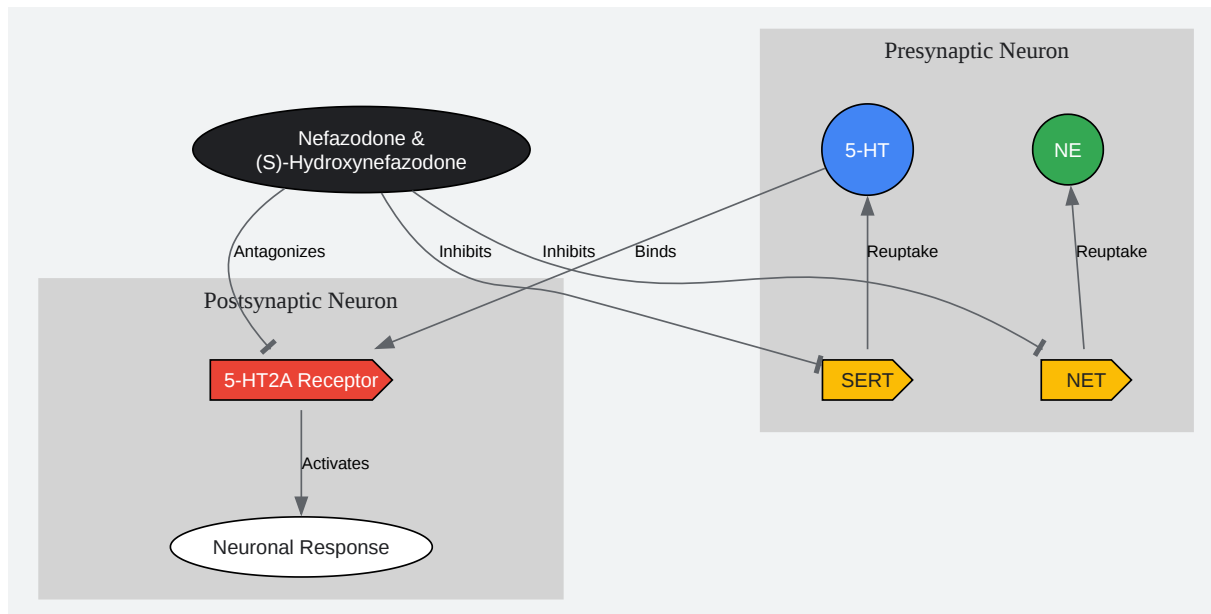 Presynaptic Neuron
Nefazodone &
(S)-Hydroxynefazodone
5-HT
NE
Antagonizes
Inhibits
Inhibits
Binds
Reuptake
Reuptake
Postsynaptic Neuron
5-HT2A Receptor
SERT
NET
Activates
Neuronal Response